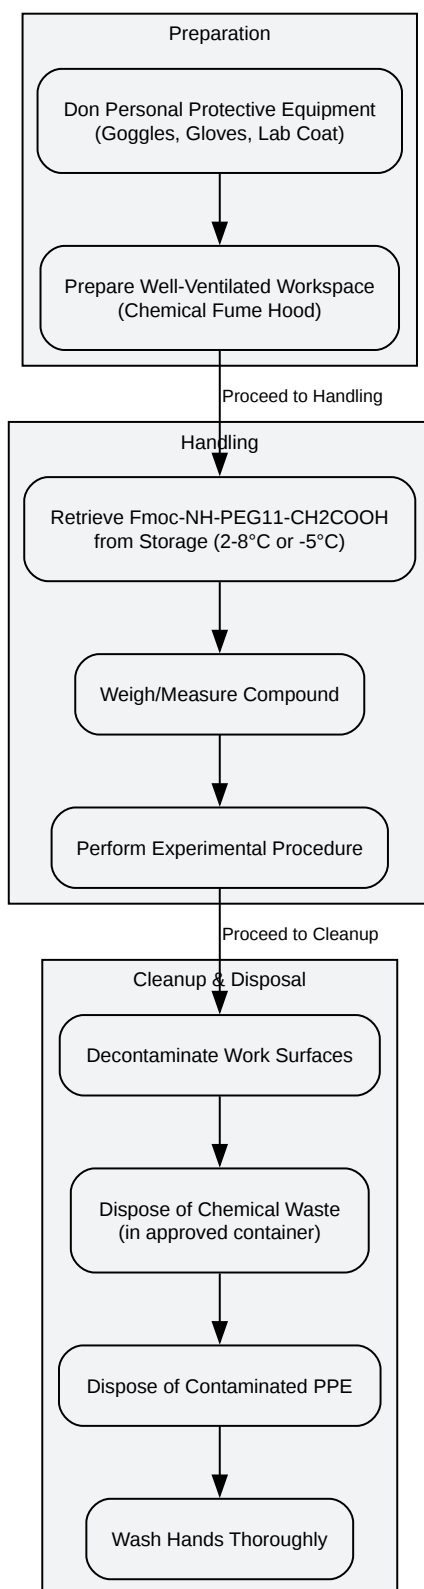 Preparation
Don Personal Protective Equipment
(Goggles, Gloves, Lab Coat)
Prepare Well-Ventilated Workspace
(Chemical Fume Hood)
Proceed to Handling
Handling
Retrieve Fmoc-NH-PEG11-CH2COOH
from Storage (2-8°C or -5°C)
Weigh/Measure Compound
Perform Experimental Procedure
Proceed to Cleanup
Cleanup & Disposal
Decontaminate Work Surfaces
Dispose of Chemical Waste
(in approved container)
Dispose of Contaminated PPE
Wash Hands Thoroughly